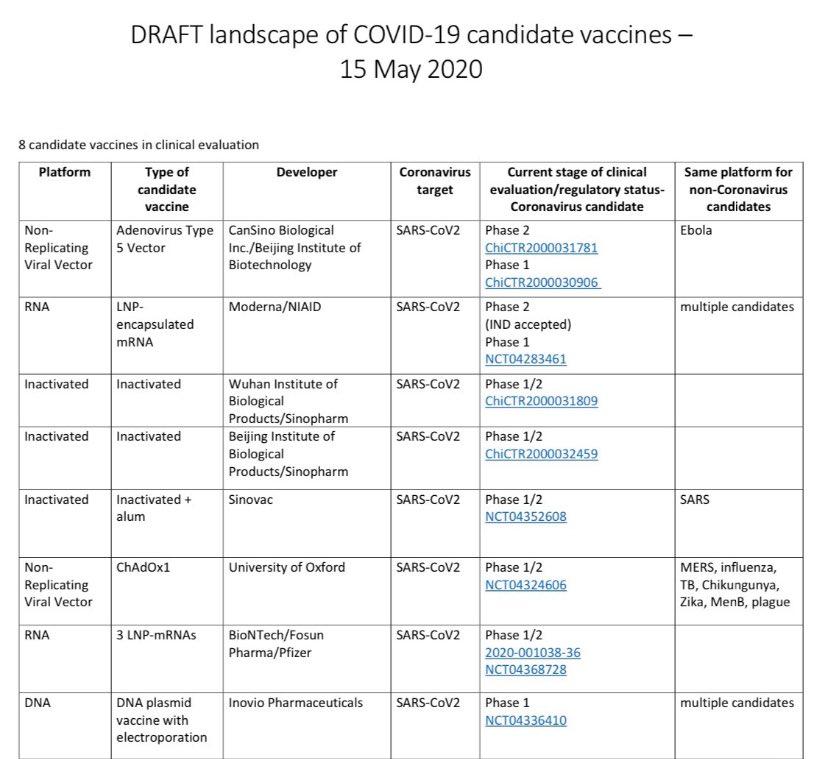 DRAFT landscape of COVID-19 candidate vaccines –
15 May 2020
8 candidate vaccines in clinical evaluation
Platform
Type of
candidate
vaccine
Developer
Coronavirus
target
Current stage of clinical
evaluation/regulatory status-
Coronavirus candidate
Same platform for
non-Coronavirus
candidates
Non-
Replicating
Viral Vector
Adenovirus Type
5 Vector
CanSino Biological
Inc./Beijing Institute of
Biotechnology
SARS-CoV2
Phase 2
ChiCTR2000031781
Phase 1
ChiCTR2000030906
Ebola
RNA
LNP-
encapsulated
mRNA
Moderna/NIAID
SARS-CoV2
Phase 2
(IND accepted)
Phase 1
NCT04283461
multiple candidates
Inactivated
Inactivated
Wuhan Institute of
Biological
Products/Sinopharm
SARS-CoV2
Phase 1/2
ChiCTR2000031809
Inactivated
Inactivated
Beijing Institute of
Biological
Products/Sinopharm
SARS-CoV2
Phase 1/2
ChiCTR2000032459
Inactivated
Inactivated +
alum
Sinovac
SARS-CoV2
Phase 1/2
NCT04352608
SARS
Non-
Replicating
Viral Vector
ChAdOx1
University of Oxford
SARS-CoV2
Phase 1/2
NCT04324606
MERS, influenza,
TB, Chikungunya,
Zika, MenB, plague
RNA
3 LNP-mRNAs
BioNTech/Fosun
Pharma/Pfizer
SARS-CoV2
Phase 1/2
2020-001038-36
NCT04368728
DNA
DNA plasmid
vaccine with
electroporation
Inovio Pharmaceuticals
SARS-CoV2
Phase 1
NCT04336410
multiple candidates